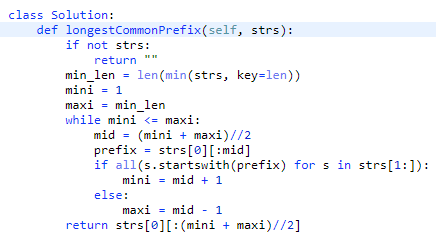 class Solution:
    def longestCommonPrefix(self, strs):
        if not strs:
            return ""
        min_len = len(min(strs, key=len))
        mini = 1
        maxi = min_len
        while mini <= maxi:
            mid = (mini + maxi)//2
            prefix = strs[0][:mid]
            if all(s.startswith(prefix) for s in strs[1:]):
                mini = mid + 1
            else:
                maxi = mid - 1
        return strs[0][:(mini + maxi)//2]